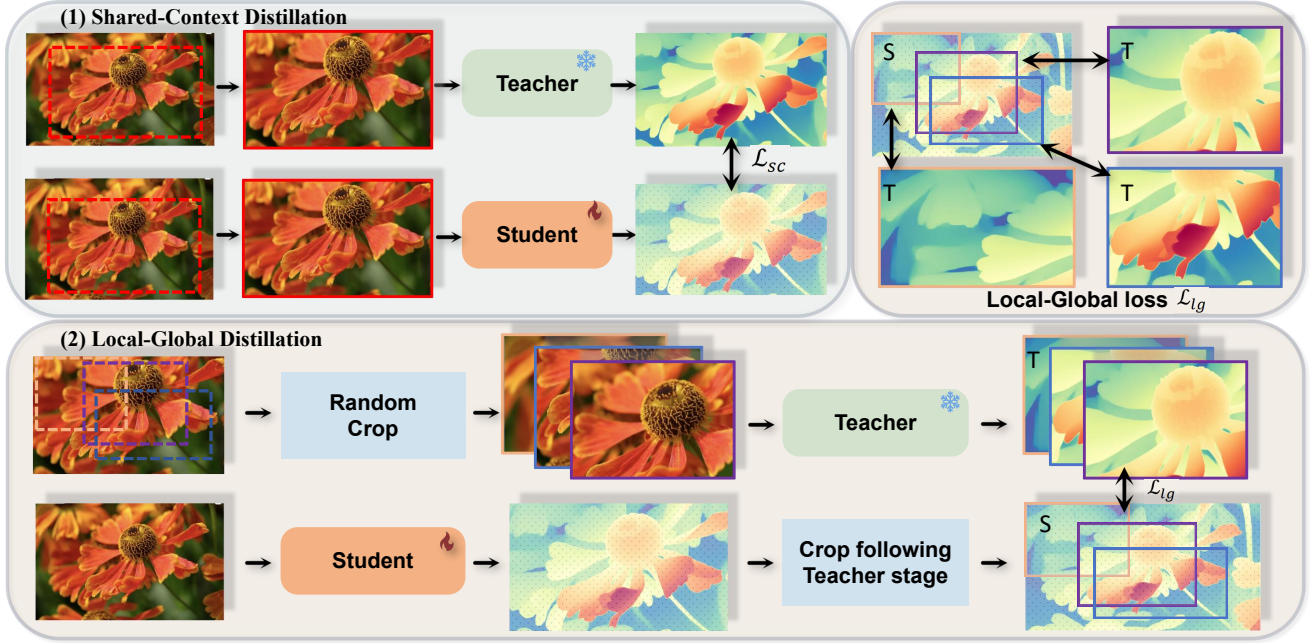 (1) Shared-Context Distillation
Teacher
ℒ𝑠𝑐
Student
S
T
T
T
Local-Global loss ℒ𝑙𝑔
(2) Local-Global Distillation
Random
Crop
Teacher
T
ℒ𝑙𝑔
Student
Crop following
Teacher stage
S